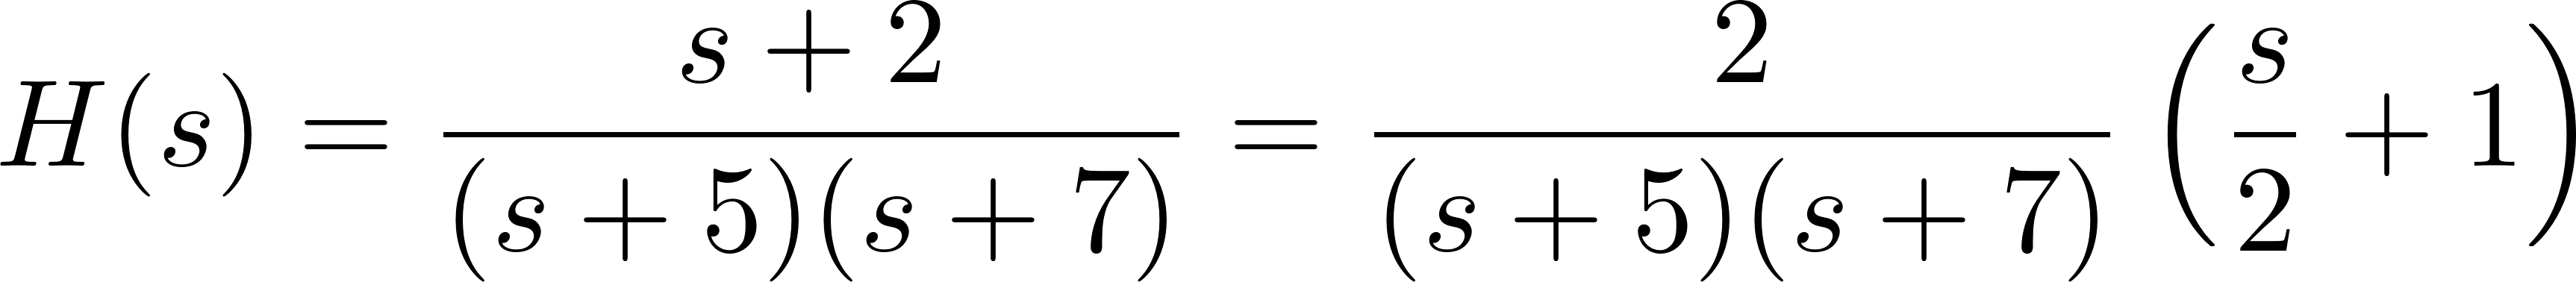 H(s) = \frac{s+2}{(s+5)(s+7)} = \frac{2}{(s+5)(s+7)} \left( \frac{s}{2} + 1 \right)